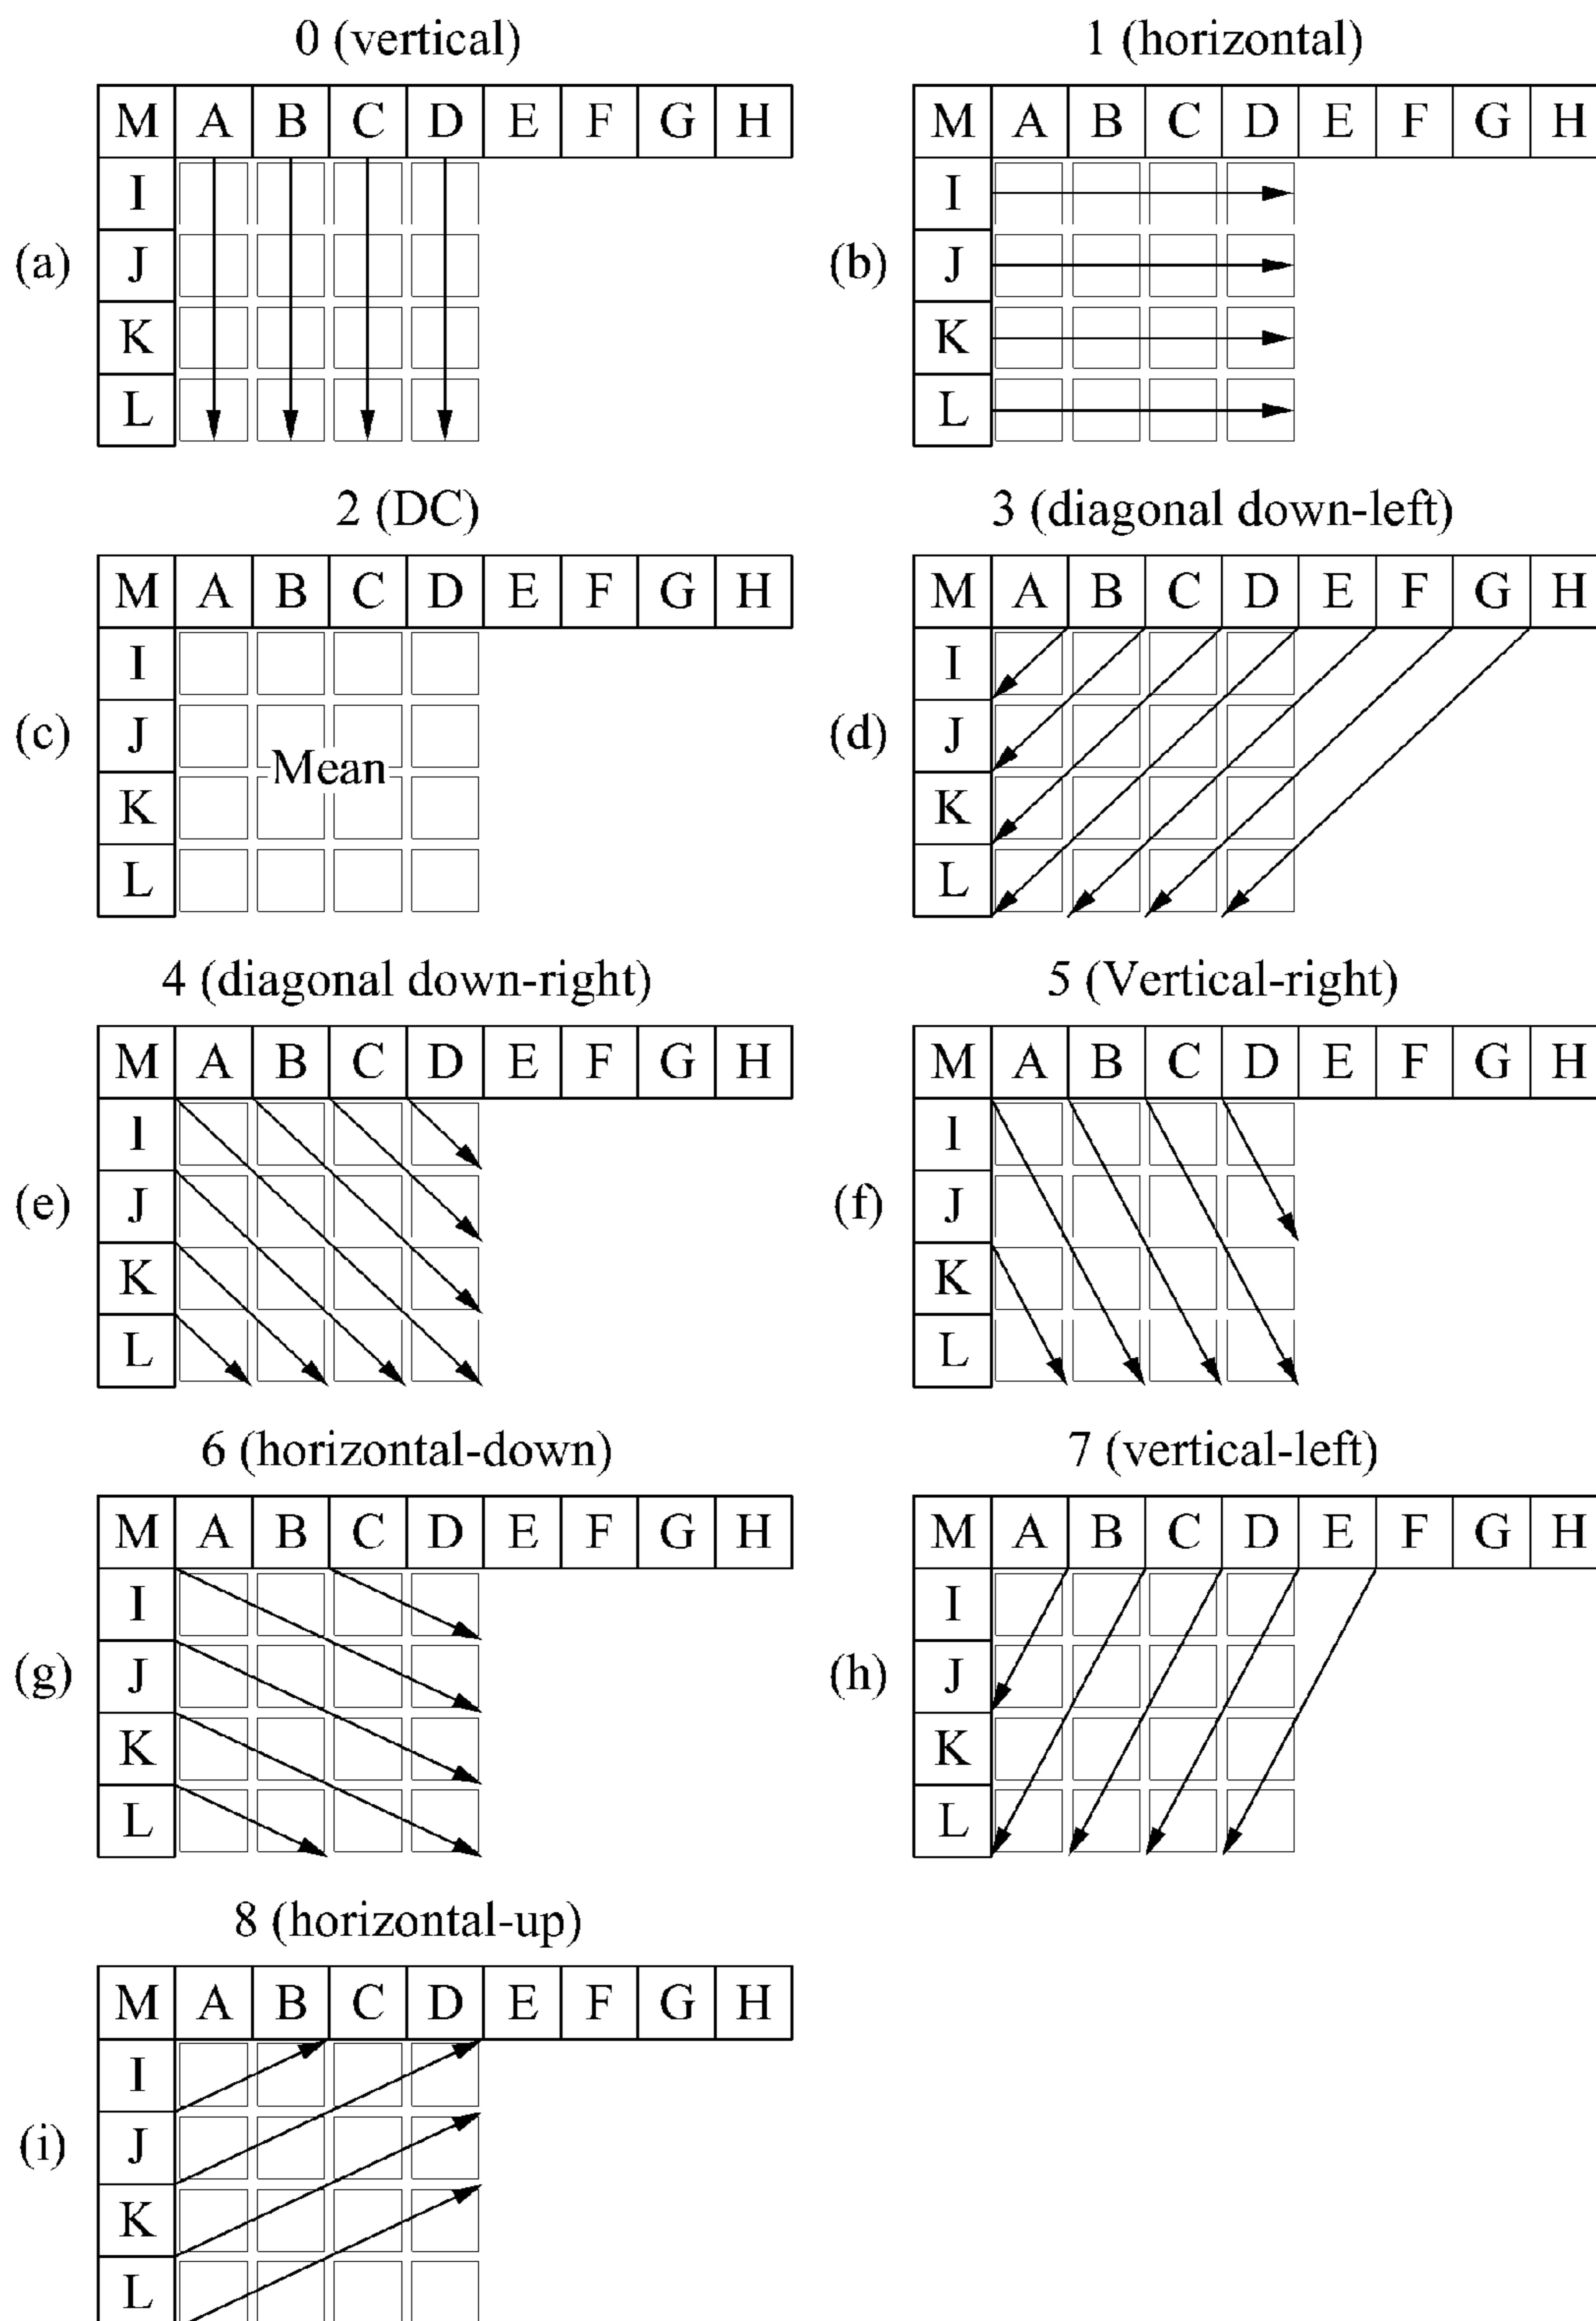 0 (vertical)
M A B C D E F G H
I
(a) J
K
L
1 (horizontal)
M A B C D E F G H
I
(b) J
K
L
2 (DC)
M A B C D E F G H
I
(c) J
Mean
K
L
3 (diagonal down-left)
M A B C D E F G H
I
(d) J
K
L
4 (diagonal down-right)
M A B C D E F G H
I
(e) J
K
L
5 (Vertical-right)
M A B C D E F G H
I
(f) J
K
L
6 (horizontal-down)
M A B C D E F G H
I
(g) J
K
L
7 (vertical-left)
M A B C D E F G H
I
(h) J
K
L
8 (horizontal-up)
M A B C D E F G H
I
(i) J
K
L